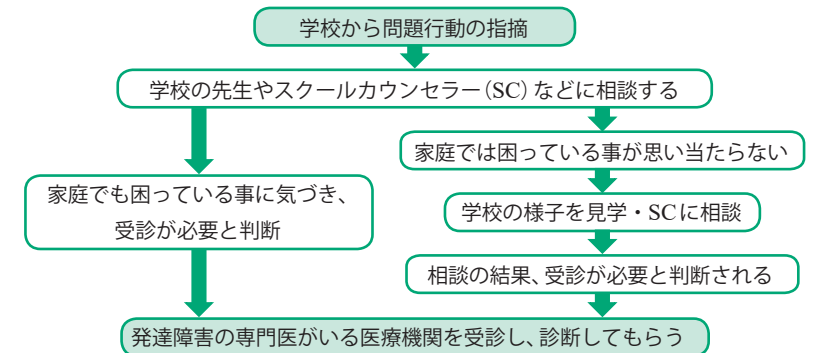 学校から問題行動の指摘
学校の先生やスクールカウンセラー(SC)などに相談する
家庭でも困っている事に気づき、
受診が必要と判断
家庭では困っている事が思い当たらない
学校の様子を見学・SCに相談
相談の結果、受診が必要と判断される
発達障害の専門医がいる医療機関を受診し、診断してもらう